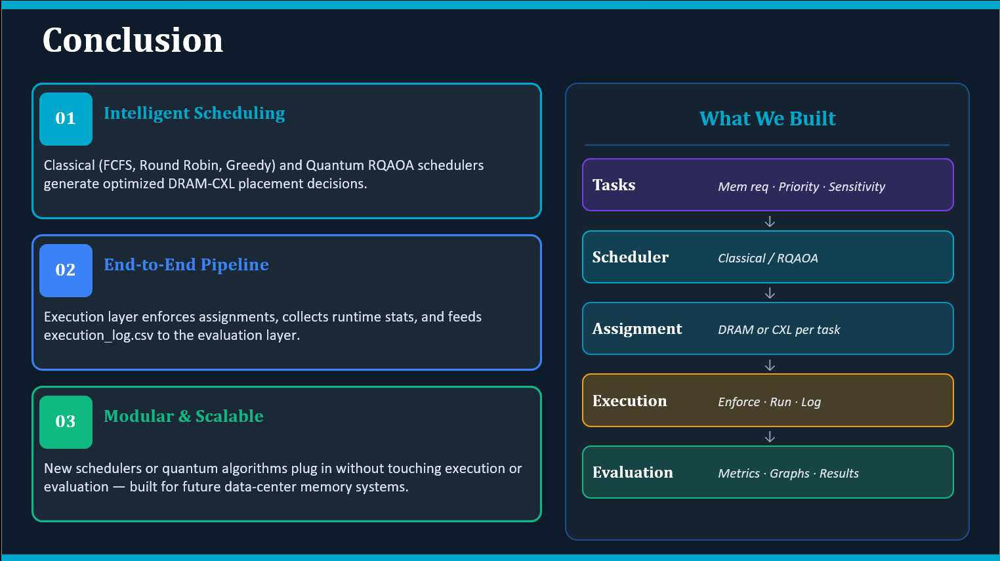 Conclusion
01
Intelligent Scheduling
Classical (FCFS, Round Robin, Greedy) and Quantum RQAOA schedulers
generate optimized DRAM-CXL placement decisions.
02
End-to-End Pipeline
Execution layer enforces assignments, collects runtime stats, and feeds
execution_log.csv to the evaluation layer.
03
Modular & Scalable
New schedulers or quantum algorithms plug in without touching execution or
evaluation — built for future data-center memory systems.
What We Built
Tasks Mem req · Priority · Sensitivity
↓
Scheduler Classical / RQAOA
↓
Assignment DRAM or CXL per task
↓
Execution Enforce · Run · Log
↓
Evaluation Metrics · Graphs · Results